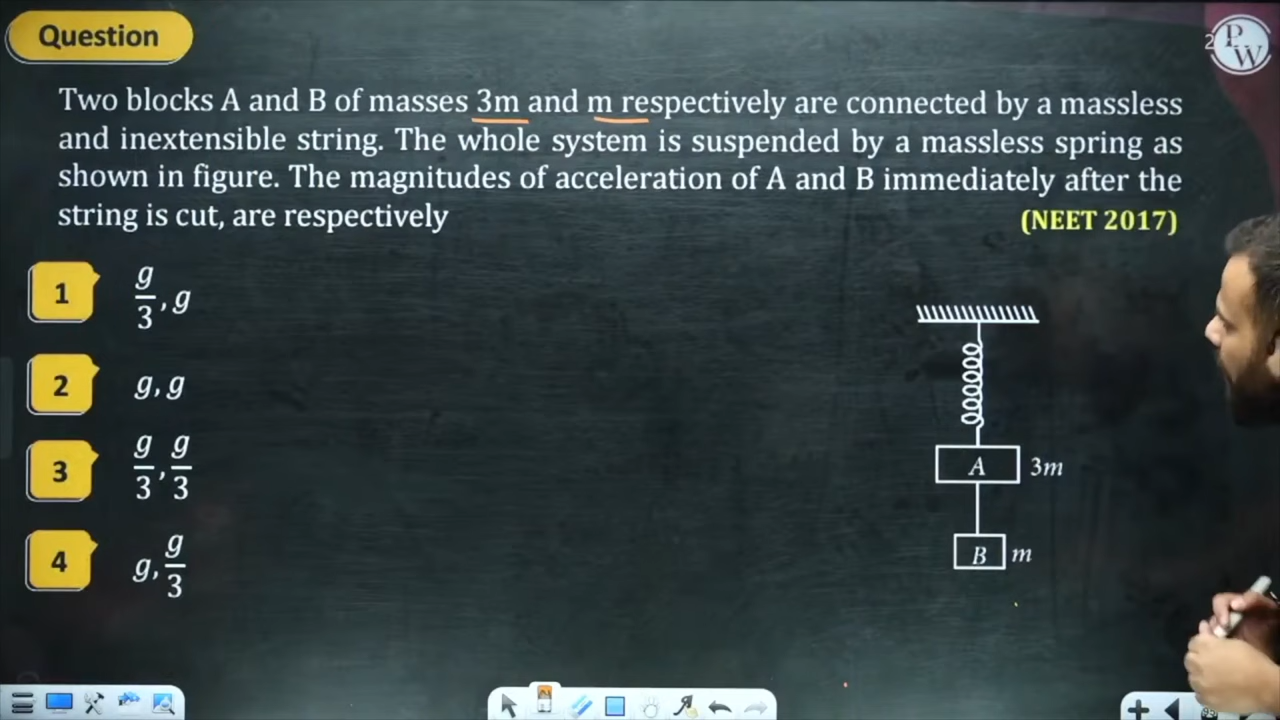 Question
2
PW
Two blocks A and B of masses 3m and m respectively are connected by a massless
and inextensible string. The whole system is suspended by a massless spring as
shown in figure. The magnitudes of acceleration of A and B immediately after the
string is cut, are respectively
(NEET 2017)
1 g/3, g
2 g, g
3 g/3, g/3
4 g, g/3
A 3m
B m